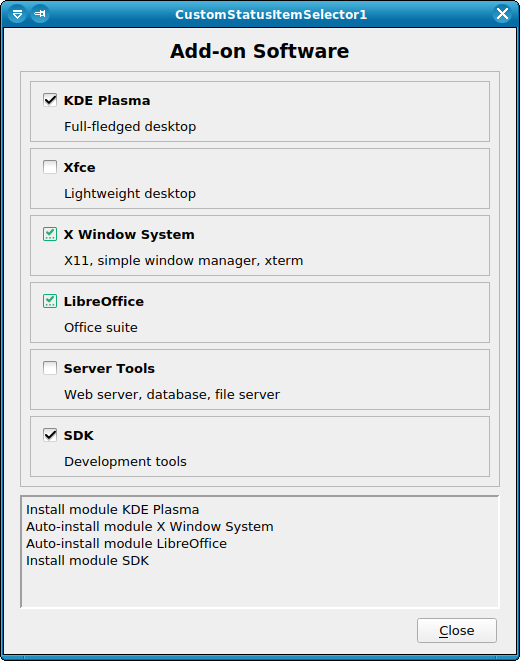 CustomStatusItemSelector1
Add-on Software
KDE Plasma
Full-fledged desktop
Xfce
Lightweight desktop
X Window System
X11, simple window manager, xterm
LibreOffice
Office suite
Server Tools
Web server, database, file server
SDK
Development tools
Install module KDE Plasma
Auto-install module X Window System
Auto-install module LibreOffice
Install module SDK
Close